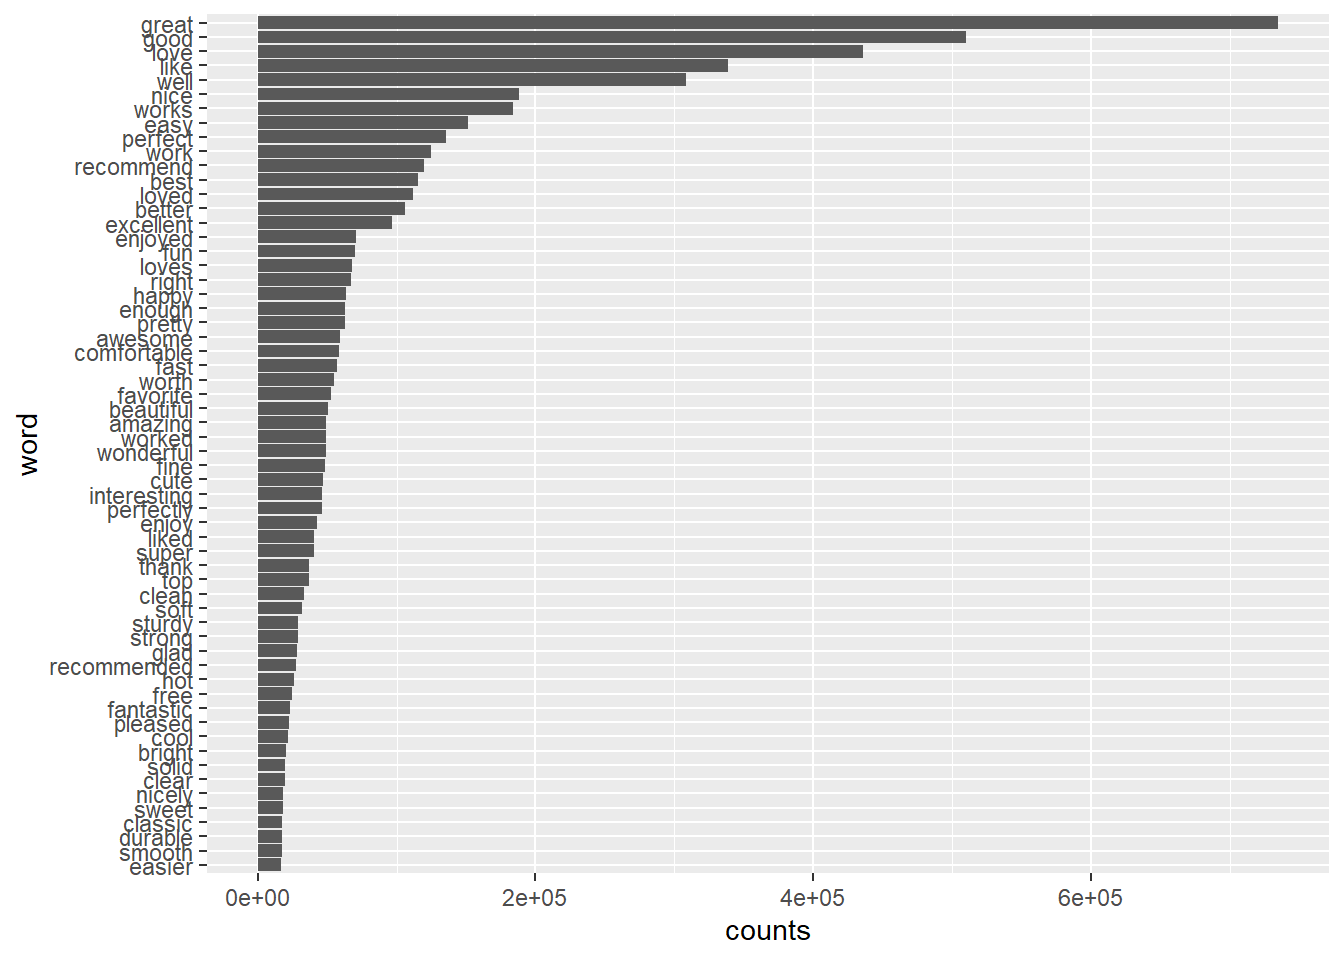 great
good
love
like
well
nice
works
easy
perfect
work
recommend
best
loved
better
excellent
enjoyed
fun
loves
right
happy
enough
pretty
awesome
comfortable
fast
worth
favorite
beautiful
amazing
worked
wonderful
fine
cute
interesting
perfectly
enjoy
liked
super
thank
top
clean
soft
sturdy
strong
glad
recommended
hot
free
fantastic
pleased
cool
bright
solid
clear
nicely
sweet
classic
durable
smooth
easier
word
0e+00 2e+05 4e+05 6e+05
counts